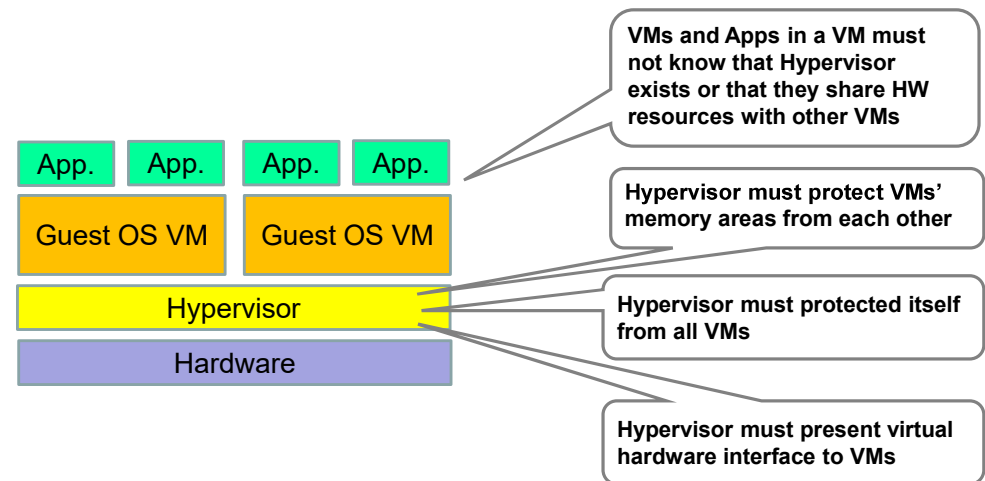 VMs and Apps in a VM must
not know that Hypervisor
exists or that they share HW
resources with other VMs
App.
App.
App.
App.
Guest OS VM
Guest OS VM
Hypervisor must protect VMs’
memory areas from each other
Hypervisor
Hypervisor must protected itself
from all VMs
Hardware
Hypervisor must present virtual
hardware interface to VMs